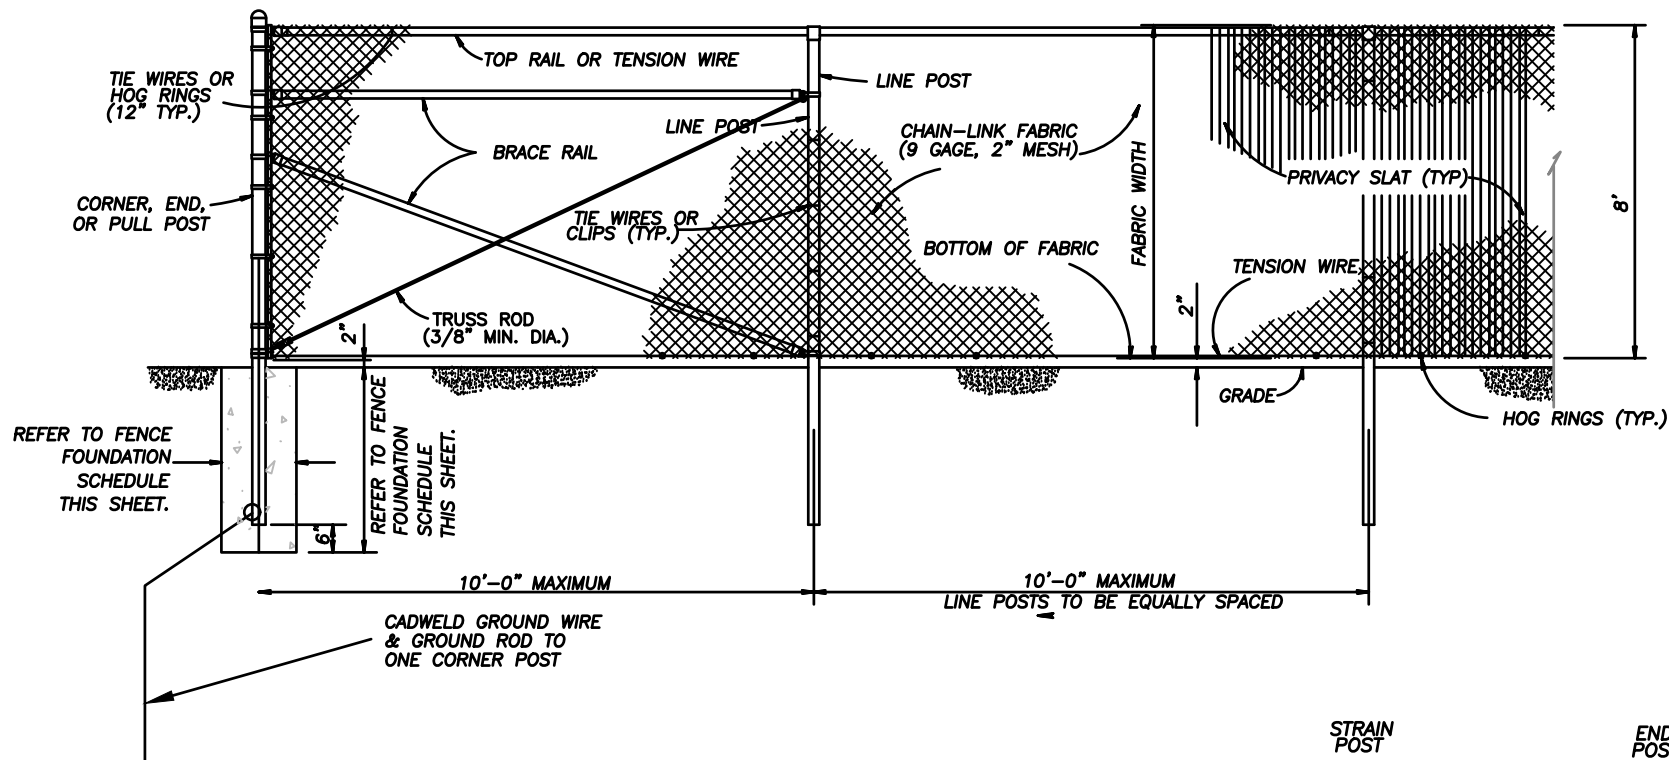 TOP RAIL OR TENSION WIRE
TIE WIRES OR
HOG RINGS
(12" TYP.)
LINE POST
LINE POST
BRACE RAIL
CHAIN-LINK FABRIC
(9 GAGE, 2" MESH)
FABRIC WIDTH
PRIVACY SLAT (TYP)
8'
CORNER, END,
OR PULL POST
TIE WIRES OR
CLIPS (TYP.)
BOTTOM OF FABRIC
TENSION WIRE
2"
TRUSS ROD
(3/8" MIN. DIA.)
2"
GRADE
HOG RINGS (TYP.)
REFER TO FENCE
FOUNDATION
SCHEDULE
THIS SHEET.
REFER TO FENCE
FOUNDATION
SCHEDULE
THIS SHEET.
6"
10'-0" MAXIMUM
10'-0" MAXIMUM
LINE POSTS TO BE EQUALLY SPACED
CADWELD GROUND WIRE
& GROUND ROD TO
ONE CORNER POST
STRAIN
POST
END
POS